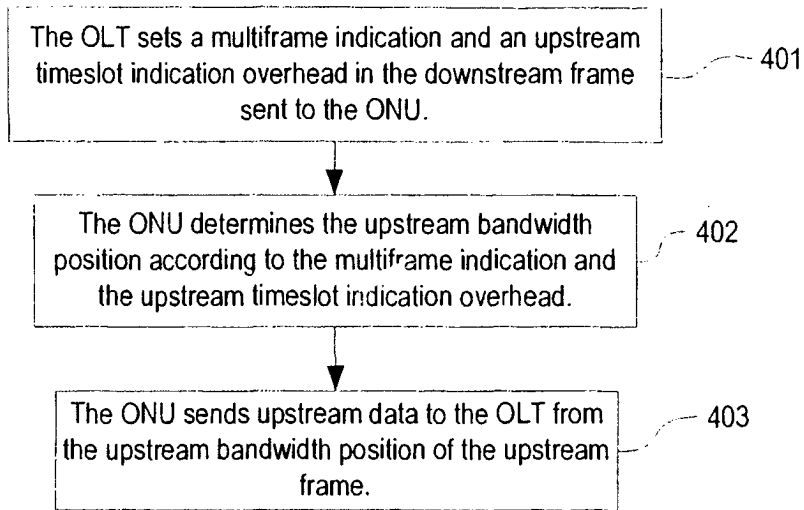 The OLT sets a multiframe indication and an upstream
timeslot indication overhead in the downstream frame
sent to the ONU.
401
The ONU determines the upstream bandwidth
position according to the multiframe indication and
the upstream timeslot indication overhead.
402
The ONU sends upstream data to the OLT from
the upstream bandwidth position of the upstream
frame.
403